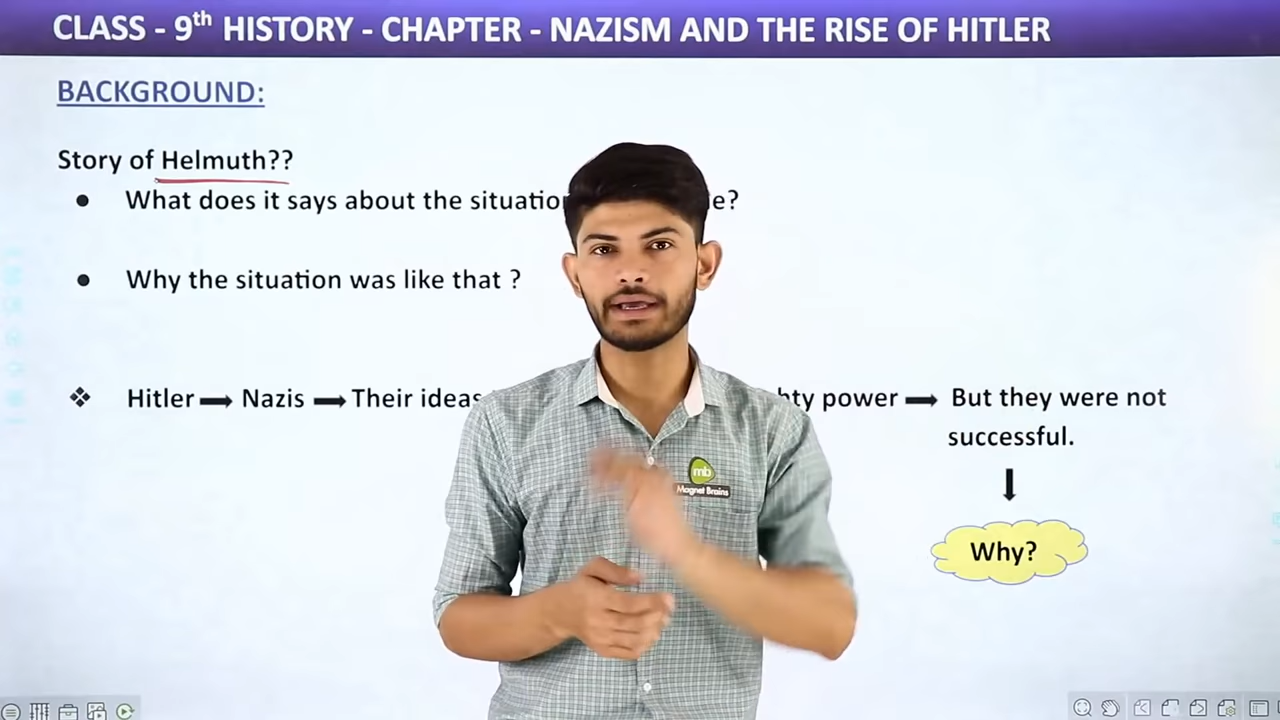 CLASS - 9th HISTORY - CHAPTER - NAZISM AND THE RISE OF HITLER
BACKGROUND:
Story of Helmuth??
● What does it says about the situation
● Why the situation was like that ?
❖ Hitler ➡ Nazis ➡ Their ideas power ➡ But they were not
successful.
Why?
mb
Magnet Brains